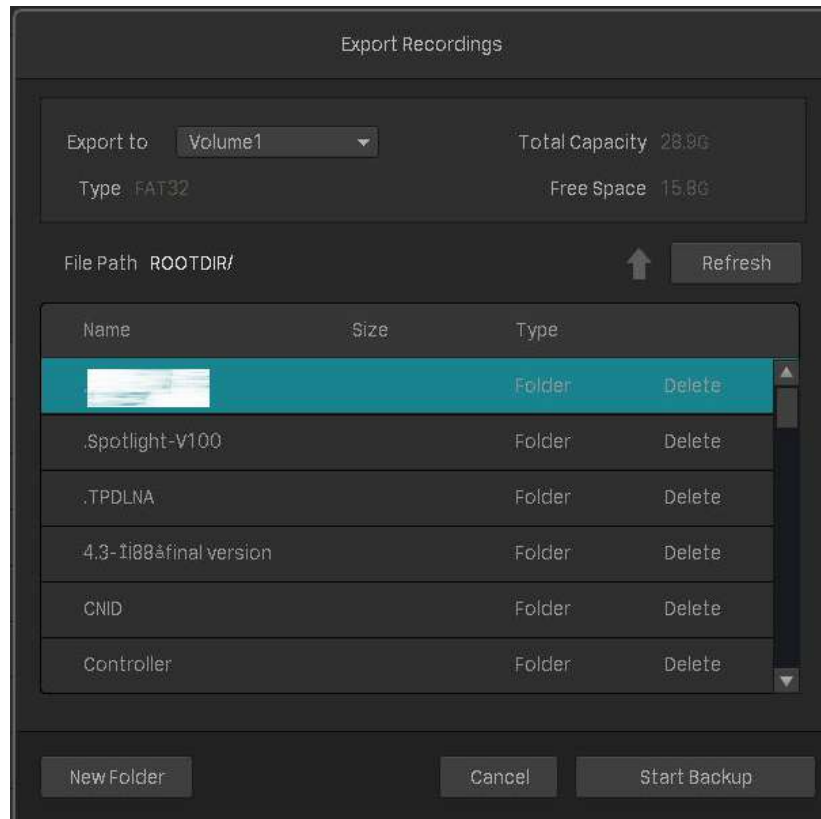 Export Recordings
Export to Volume1 Total Capacity 28.9G
Type FAT32 Free Space 15.8G
File Path ROOTDIR/ Refresh
Name Size Type
Folder Delete
.Spotlight-V100 Folder Delete
.TPDLNA Folder Delete
4.3-‡ì88åfinal version Folder Delete
CNID Folder Delete
Controller Folder Delete
New Folder Cancel Start Backup